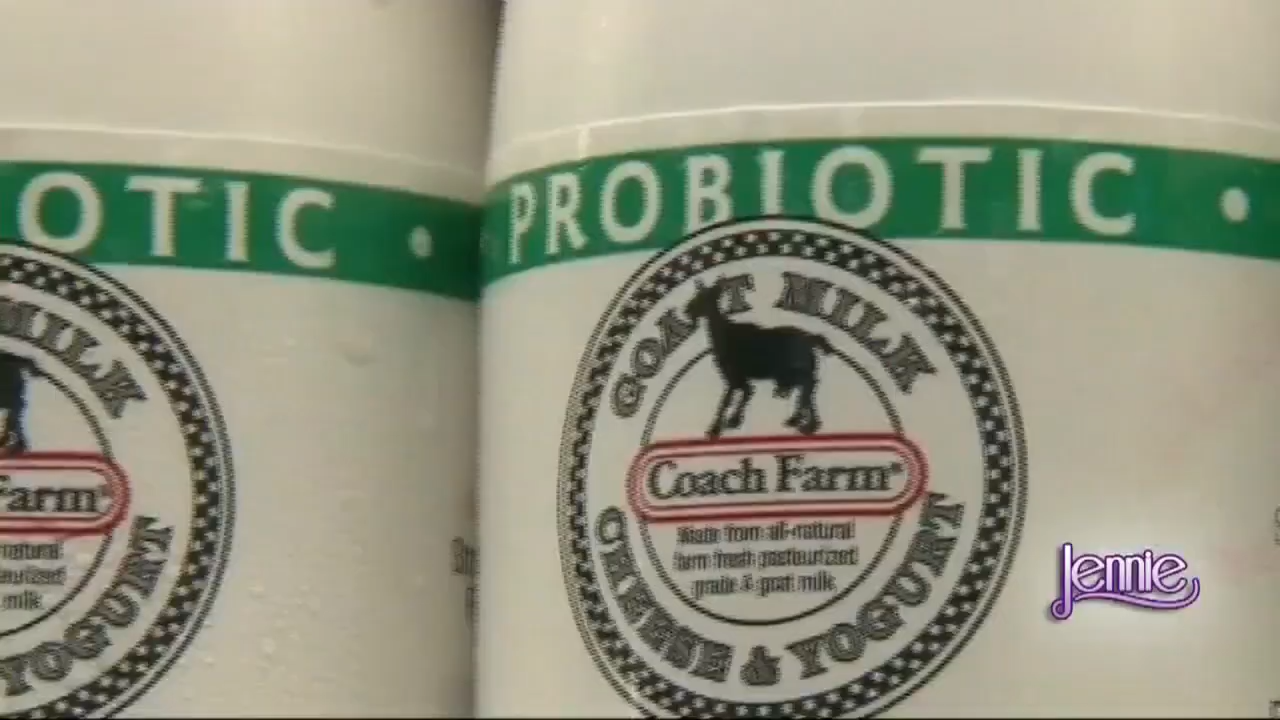 OTIC •
PROBIOTIC •
MILK
Farm
YOGURT
GOAT MILK
Coach Farm
Made from all-natural
farm fresh pasteurized
grade A goat milk.
CHEESE & YOGURT
Jennie